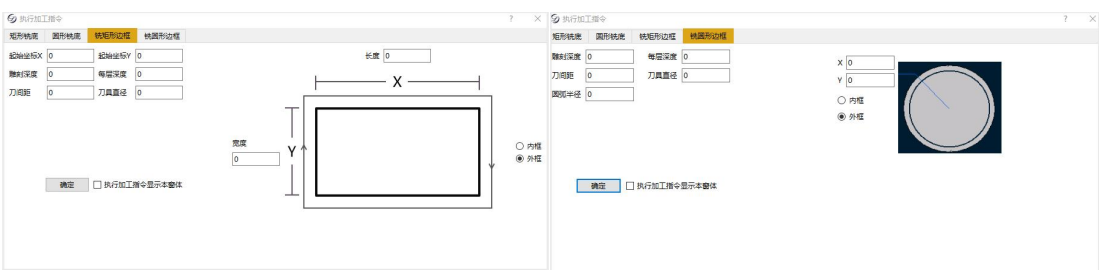 执行加工指令 ? ×
矩形铣底 圆形铣底 铣矩形边框 铣圆形边框
起始坐标X 0 起始坐标Y 0
雕刻深度 0 每层深度 0
刀间距 0 刀具直径 0
长度 0
X
宽度
0
Y
内框
外框
确定 执行加工指令显示本窗体
执行加工指令 ? ×
矩形铣底 圆形铣底 铣矩形边框 铣圆形边框
雕刻深度 0 每层深度 0
刀间距 0 刀具直径 0
圆弧半径 0
X 0
Y 0
内框
外框
确定 执行加工指令显示本窗体